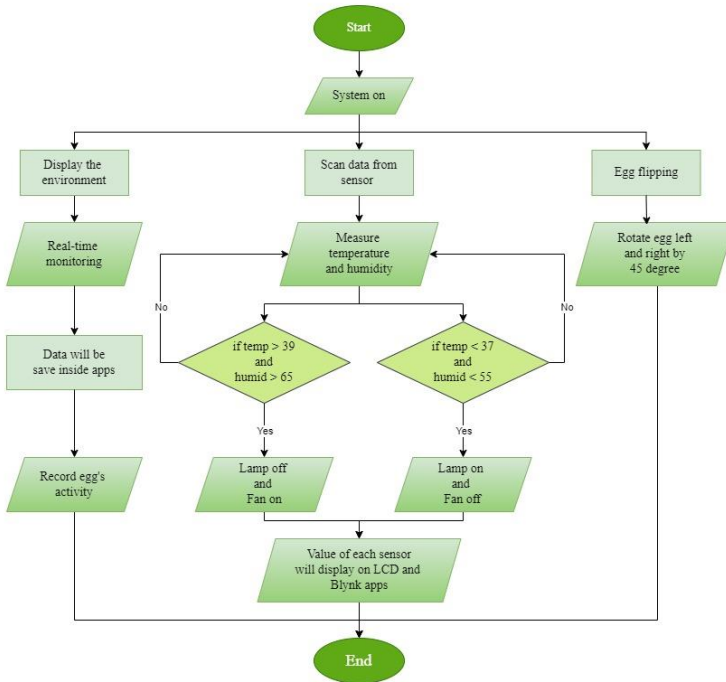 Start
System on
Display the
environment
Scan data from
sensor
Egg flipping
Real-time
monitoring
Measure
temperature
and humidity
Rotate egg left
and right by
45 degree
No
No
Data will be
save inside apps
if temp > 39
and
humid > 65
if temp < 37
and
humid < 55
Yes
Yes
Record egg's
activity
Lamp off
and
Fan on
Lamp on
and
Fan off
Value of each sensor
will display on LCD and
Blynk apps
End